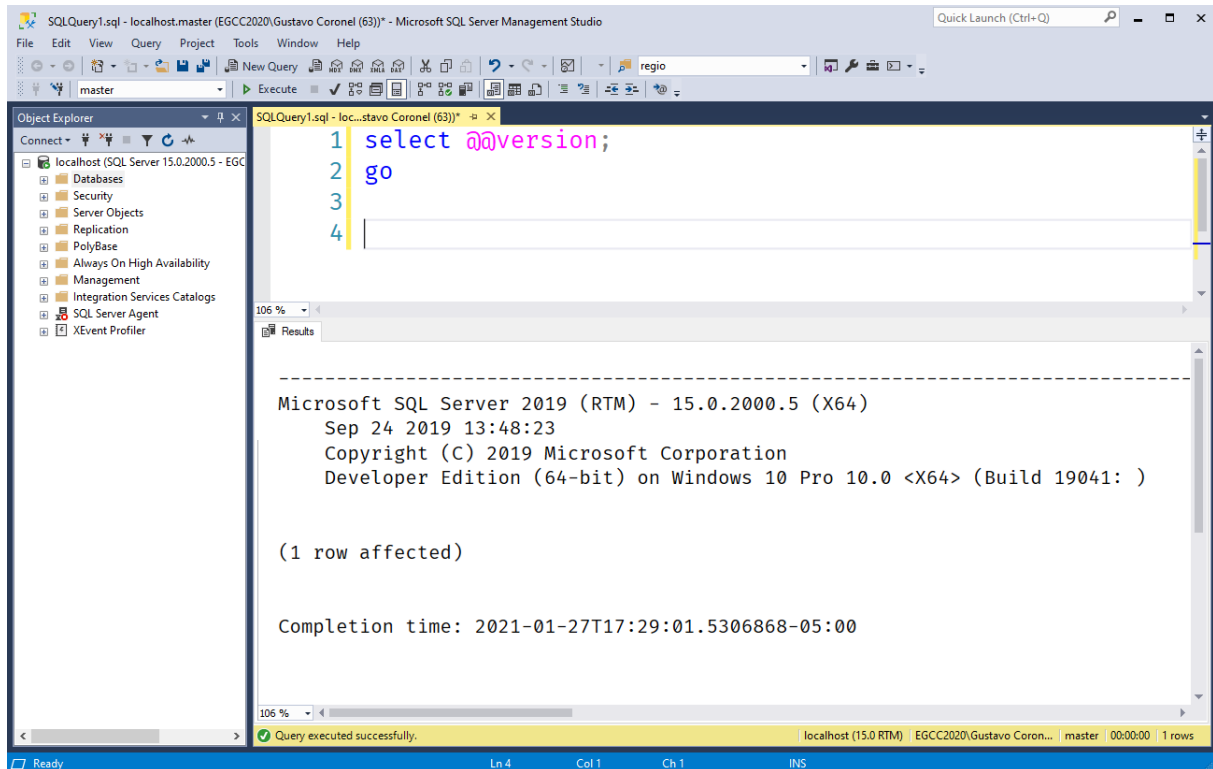 SQLQuery1.sql - localhost.master (EGCC2020\Gustavo Coronel (63))* - Microsoft SQL Server Management Studio
Quick Launch (Ctrl+Q)
File Edit View Query Project Tools Window Help
New Query MDX DMX XMLA DAX regio
master Execute
Object Explorer
SQLQuery1.sql - loc...stavo Coronel (63))*
Connect
localhost (SQL Server 15.0.2000.5 - EGC
Databases
Security
Server Objects
Replication
PolyBase
Always On High Availability
Management
Integration Services Catalogs
SQL Server Agent
XEvent Profiler
1 select @@version;
2 go
3
4
106 %
Results
--------------------------------------------------------------------------------
Microsoft SQL Server 2019 (RTM) - 15.0.2000.5 (X64)
Sep 24 2019 13:48:23
Copyright (C) 2019 Microsoft Corporation
Developer Edition (64-bit) on Windows 10 Pro 10.0 <X64> (Build 19041: )
(1 row affected)
Completion time: 2021-01-27T17:29:01.5306868-05:00
106 %
Query executed successfully.
localhost (15.0 RTM) EGCC2020\Gustavo Coron... master 00:00:00 1 rows
Ready Ln 4 Col 1 Ch 1 INS